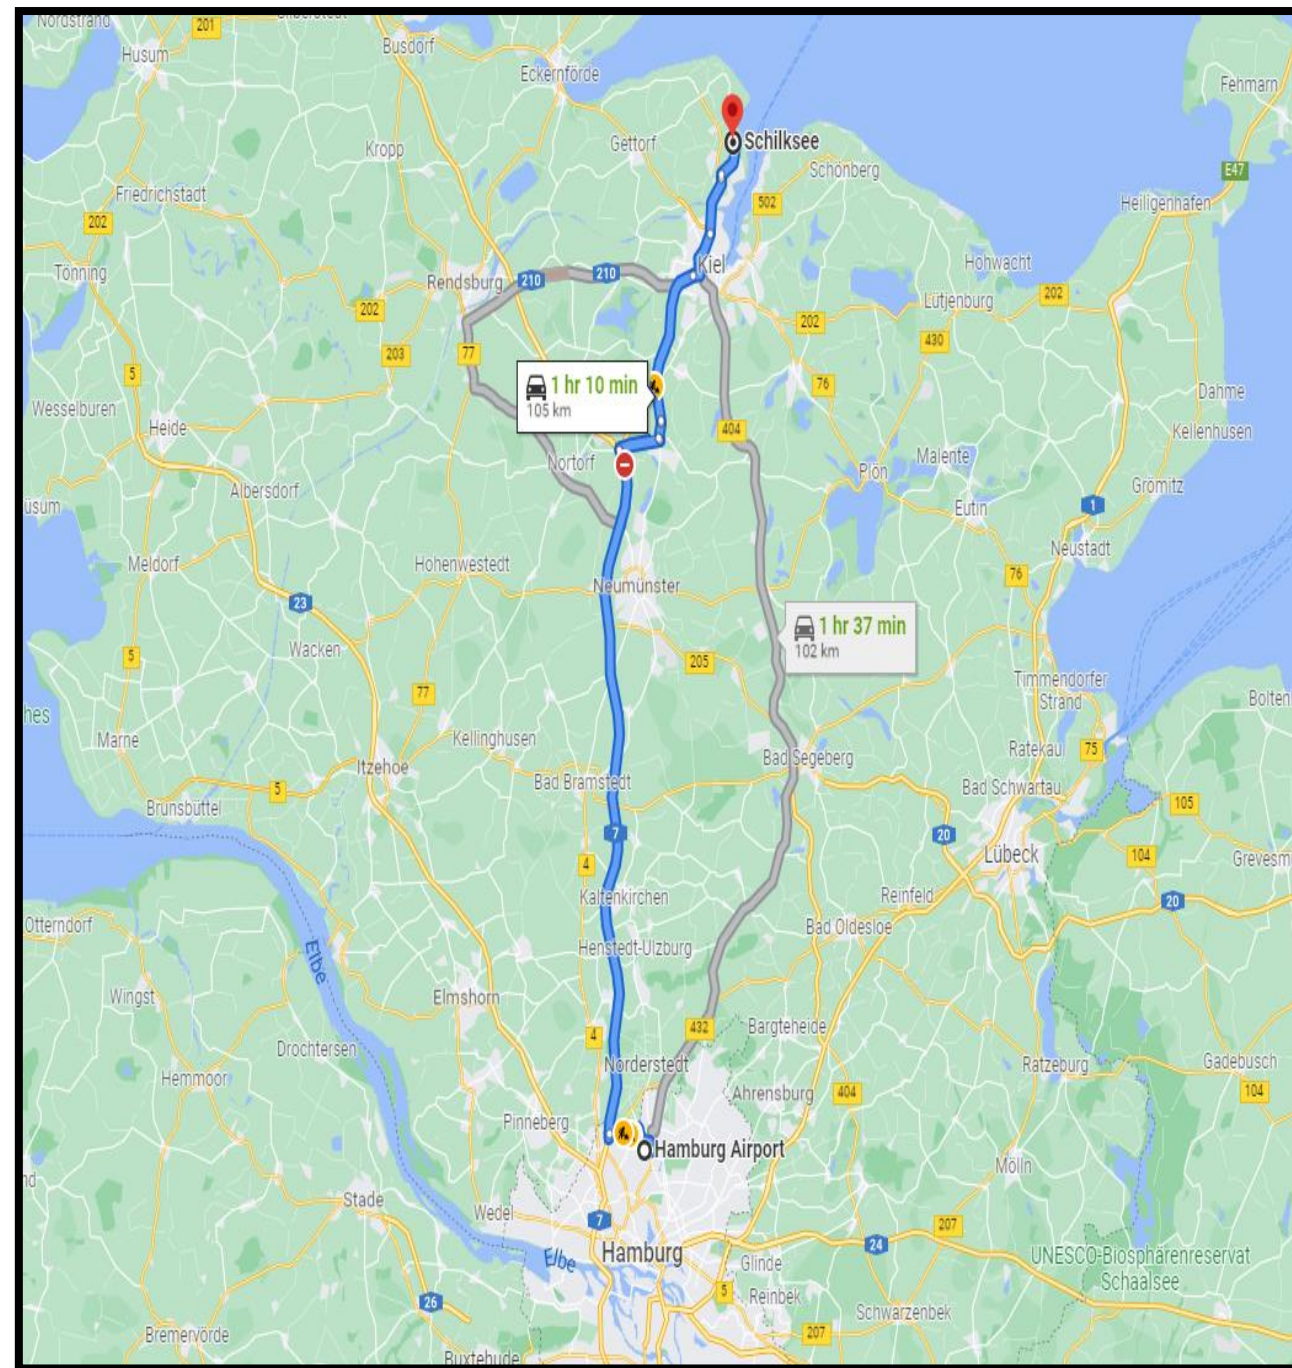 Nordstrand
201
Husum
Busdorf
Eckernförde
Fehmarn
Schilksee
Gettorf
Kropp
Schönberg
E47
Friedrichstadt
502
Heiligenhafen
202
Tönning
Kiel
Hohwacht
Rendsburg
210
210
202
Lütjenburg
202
202
430
203
77
5
1 hr 10 min
105 km
76
Dahme
Wesselburen
Heide
404
Kellenhusen
Nortorf
Malente
Plön
Grömitz
Albersdorf
Eutin
1
üsum
Neustadt
Meldorf
Hohenwestedt
76
Neumünster
23
1 hr 37 min
102 km
Wacken
5
205
77
Timmendorfer
Strand
Bolten
hes
Marne
Kellinghusen
Ratekau
75
Itzehoe
Bad Segeberg
Bad Bramstedt
Bad Schwartau
5
Brunsbüttel
105
7
20
Lübeck
104
4
Grevesm
Kaltenkirchen
Reinfeld
20
Otterndorf
Bad Oldesloe
Elbe
Henstedt-Ulzburg
Wingst
Elmshorn
432
Bargteheide
4
Drochtersen
Norderstedt
Ratzeburg
Gadebusch
Hemmoor
Ahrensburg
404
104
Pinneberg
Hamburg Airport
Mölln
nd
Stade
Wedel
7
207
24
Elbe
Hamburg
Glinde
UNESCO-Biosphärenreservat
Schaalsee
5
Reinbek
26
Schwarzenbek
Bremervörde
207
Buxtehude